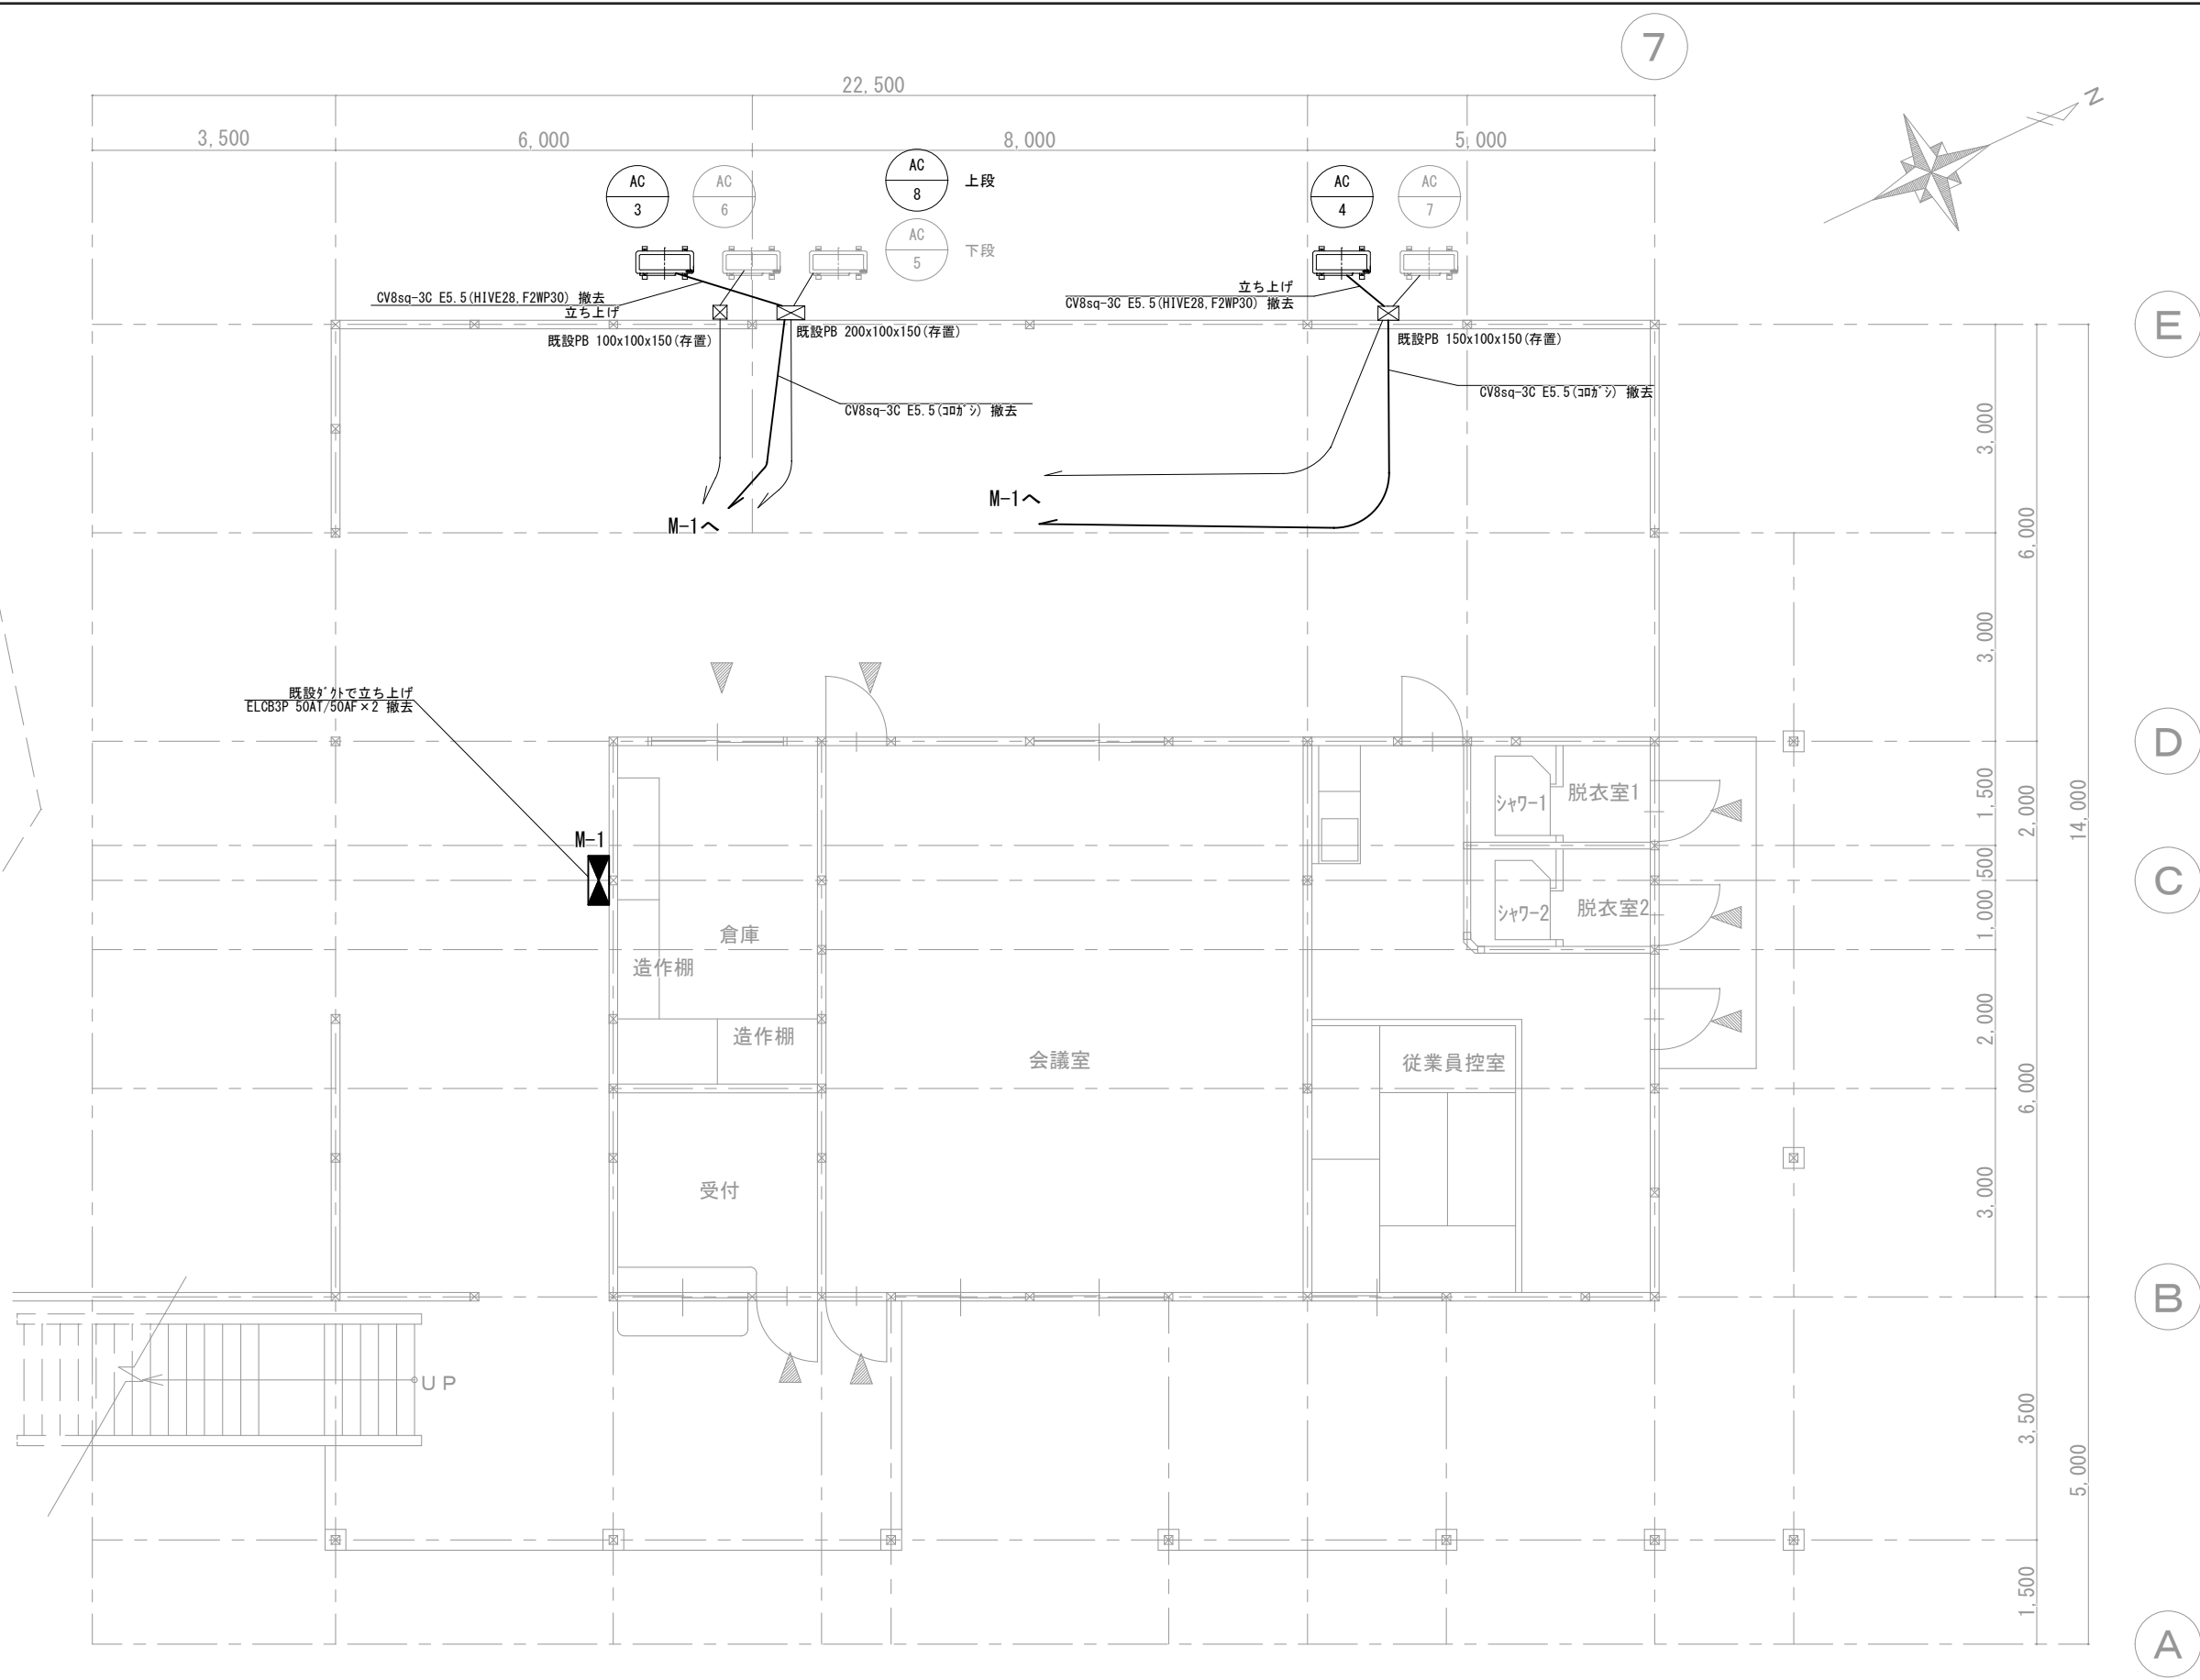 7
22,500
3,500
6,000
8,000
5,000
N
AC
3
AC
6
AC
8
上段
AC
5
下段
AC
4
AC
7
CV8sq-3C E5.5(HIVE28,F2WP30) 撤去
立ち上げ
既設PB 100x100x150(存置)
既設PB 200x100x150(存置)
CV8sq-3C E5.5(ｺﾛｶﾞｼ) 撤去
M-1へ
立ち上げ
CV8sq-3C E5.5(HIVE28,F2WP30) 撤去
既設PB 150x100x150(存置)
CV8sq-3C E5.5(ｺﾛｶﾞｼ) 撤去
M-1へ
E
3,000
6,000
3,000
既設ﾀﾞｸﾄで立ち上げ
ELCB3P 50AT/50AF×2 撤去
M-1
D
1,500
2,000
14,000
500
C
1,000
2,000
6,000
3,000
ｼｬﾜｰ-1
脱衣室1
ｼｬﾜｰ-2
脱衣室2
倉庫
造作棚
造作棚
会議室
従業員控室
受付
B
UP
3,500
5,000
1,500
A